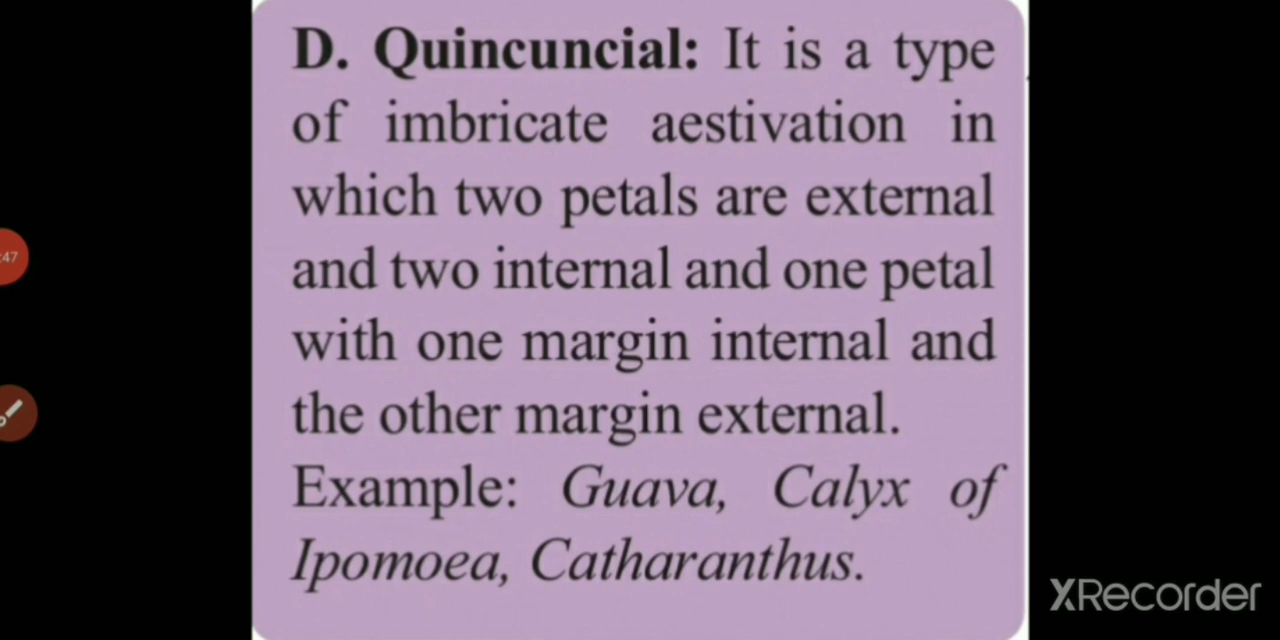 D. Quincuncial: It is a type
of imbricate aestivation in
which two petals are external
and two internal and one petal
with one margin internal and
the other margin external.
Example: Guava, Calyx of
Ipomoea, Catharanthus.
:47
XRecorder